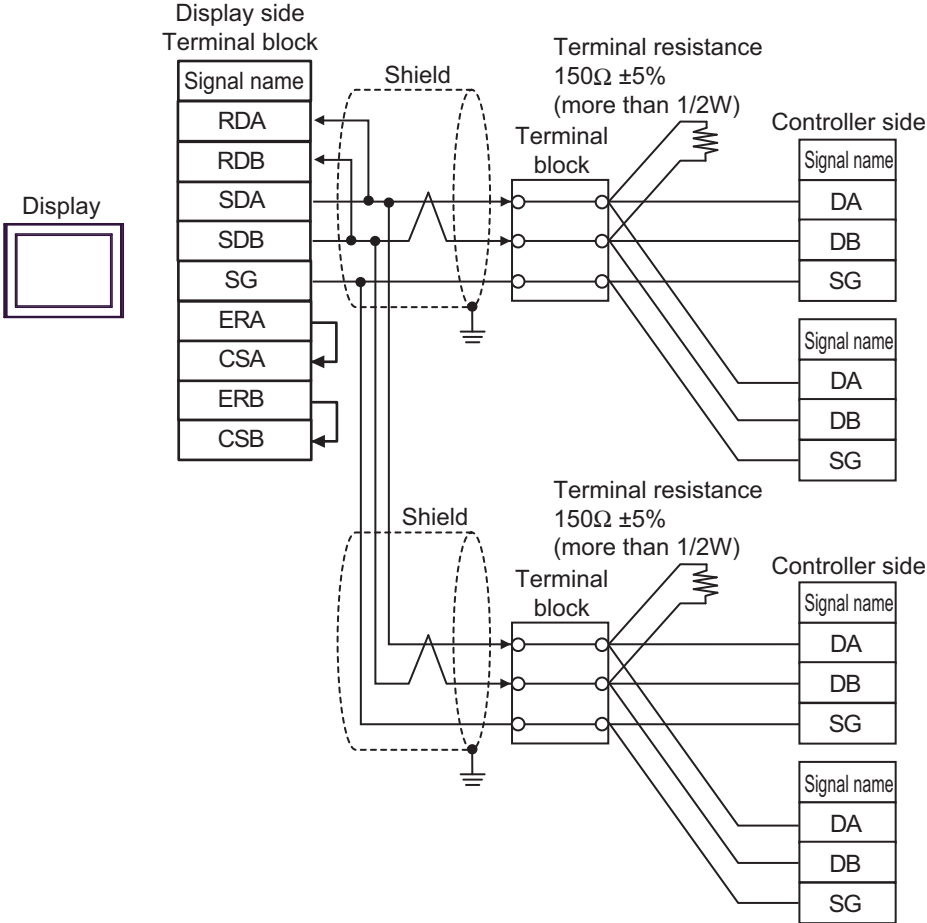 Display side
Terminal block
Signal name
RDA
RDB
SDA
SDB
SG
ERA
CSA
ERB
CSB
Display
Shield
Terminal resistance
150Ω ±5%
(more than 1/2W)
Terminal
block
Controller side
Signal name
DA
DB
SG
Signal name
DA
DB
SG
Shield
Terminal resistance
150Ω ±5%
(more than 1/2W)
Terminal
block
Controller side
Signal name
DA
DB
SG
Signal name
DA
DB
SG